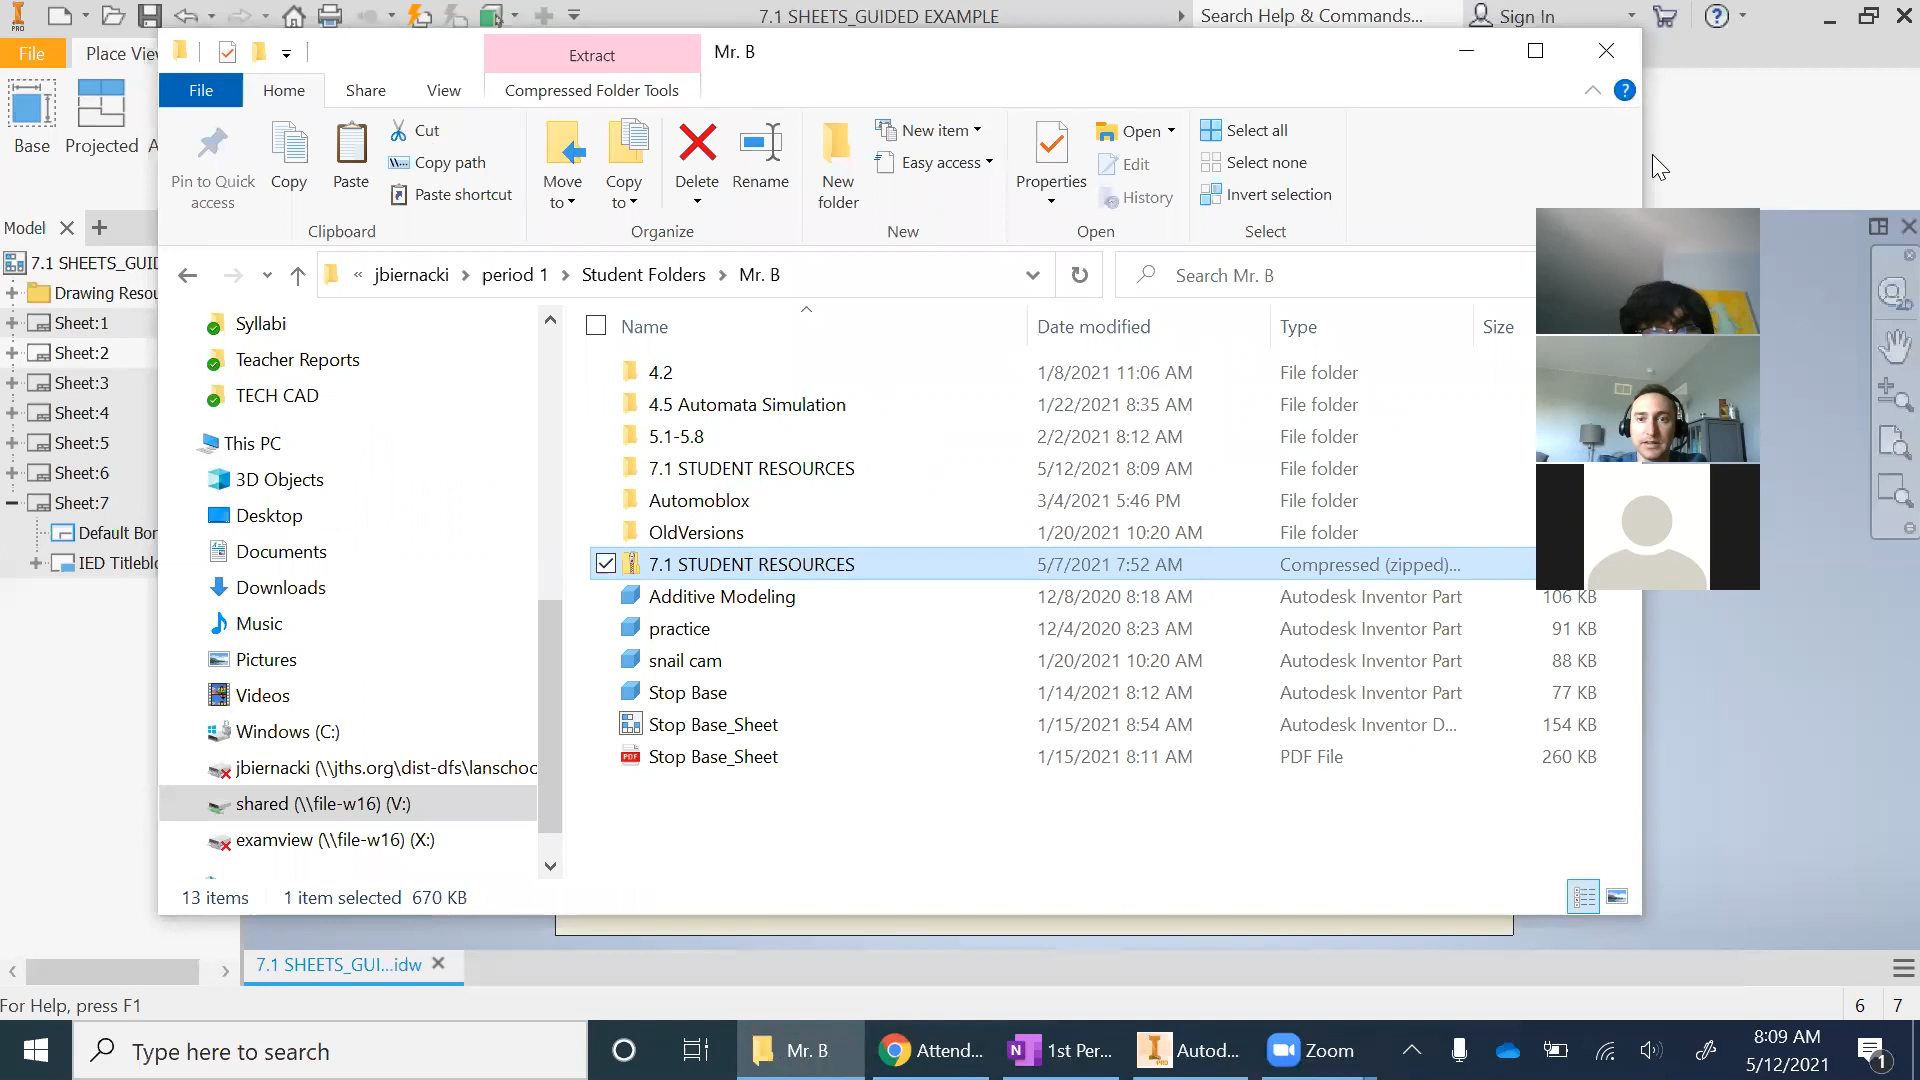 PRO
7.1 SHEETS_GUIDED EXAMPLE
Search Help & Commands...
Sign In
File
Place Vie
Base
Projected
A
Model
7.1 SHEETS_GUID
Drawing Resou
Sheet:1
Sheet:2
Sheet:3
Sheet:4
Sheet:5
Sheet:6
Sheet:7
Default Bor
IED Titleblo
Extract
Mr. B
File
Home
Share
View
Compressed Folder Tools
Pin to Quick
access
Copy
Paste
Cut
Copy path
Paste shortcut
Clipboard
Move
to
Copy
to
Delete
Rename
Organize
New
folder
New item
Easy access
New
Properties
Open
Edit
History
Open
Select all
Select none
Invert selection
Select
« jbiernacki > period 1 > Student Folders > Mr. B
Search Mr. B
Syllabi
Teacher Reports
TECH CAD
This PC
3D Objects
Desktop
Documents
Downloads
Music
Pictures
Videos
Windows (C:)
jbiernacki (\\jths.org\dist-dfs\lanschoo
shared (\\file-w16) (V:)
examview (\\file-w16) (X:)
Name Date modified Type Size
4.2 1/8/2021 11:06 AM File folder
4.5 Automata Simulation 1/22/2021 8:35 AM File folder
5.1-5.8 2/2/2021 8:12 AM File folder
7.1 STUDENT RESOURCES 5/12/2021 8:09 AM File folder
Automoblox 3/4/2021 5:46 PM File folder
OldVersions 1/20/2021 10:20 AM File folder
7.1 STUDENT RESOURCES 5/7/2021 7:52 AM Compressed (zipped)...
Additive Modeling 12/8/2020 8:18 AM Autodesk Inventor Part 106 KB
practice 12/4/2020 8:23 AM Autodesk Inventor Part 91 KB
snail cam 1/20/2021 10:20 AM Autodesk Inventor Part 88 KB
Stop Base 1/14/2021 8:12 AM Autodesk Inventor Part 77 KB
Stop Base_Sheet 1/15/2021 8:54 AM Autodesk Inventor D... 154 KB
Stop Base_Sheet 1/15/2021 8:11 AM PDF File 260 KB
13 items 1 item selected 670 KB
7.1 SHEETS_GUI...idw
For Help, press F1
6 7
Type here to search
Mr. B
Attend...
1st Per...
Autod...
Zoom
8:09 AM
5/12/2021
1